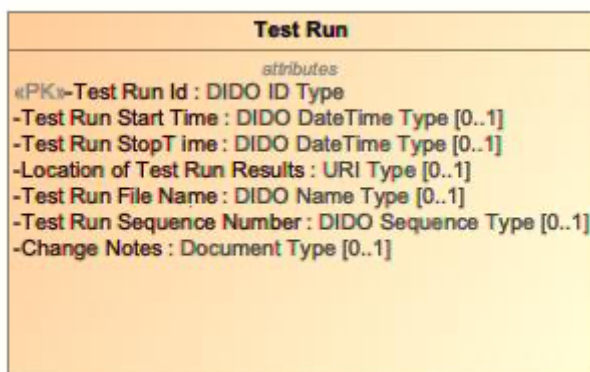 Test Run
attributes
«PK»-Test Run Id : DIDO ID Type
-Test Run Start Time : DIDO DateTime Type [0..1]
-Test Run StopT ime : DIDO DateTime Type [0..1]
-Location of Test Run Results : URI Type [0..1]
-Test Run File Name : DIDO Name Type [0..1]
-Test Run Sequence Number : DIDO Sequence Type [0..1]
-Change Notes : Document Type [0..1]